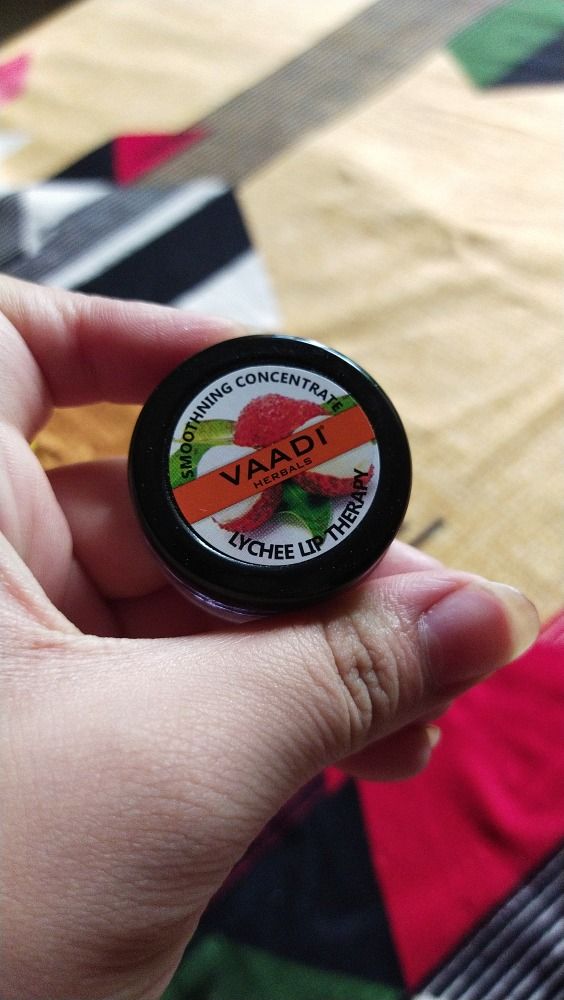 SMOOTHNING CONCENTRATE
VAADI
HERBALS
LYCHEE LIP THERAPY